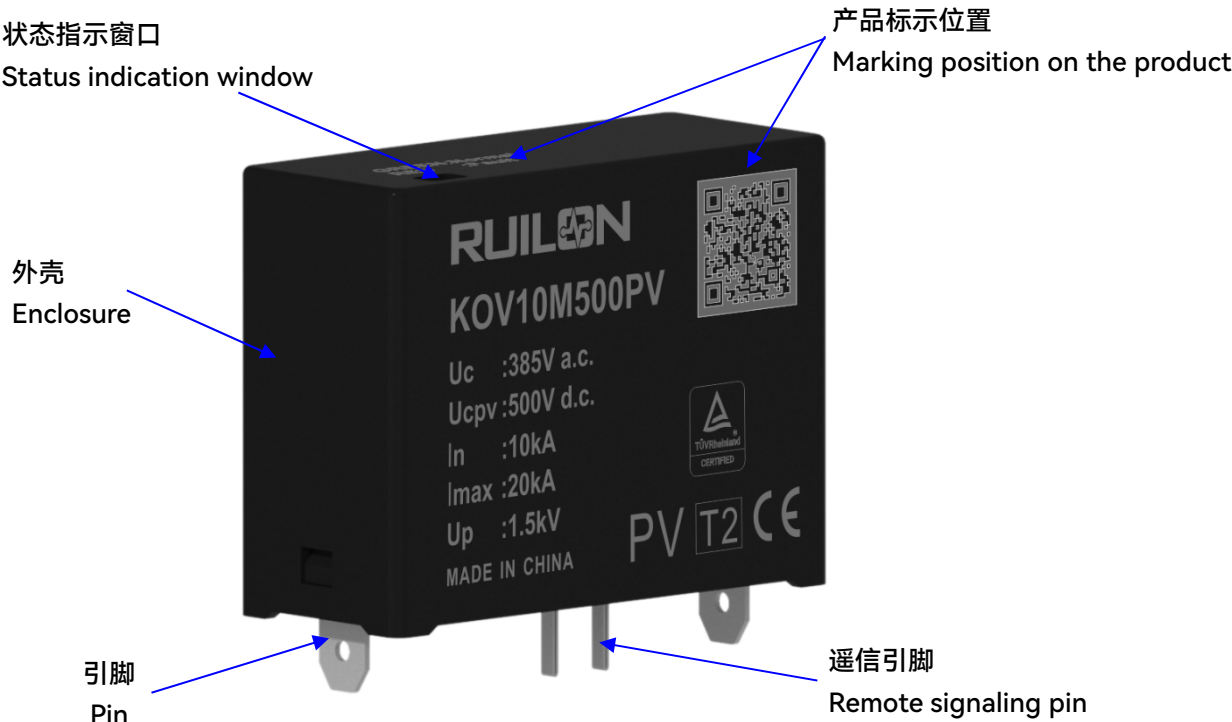 状态指示窗口
Status indication window
产品标示位置
Marking position on the product
RUILON
KOV10M500PV
外壳
Enclosure
Uc :385V a.c.
Ucpv :500V d.c.
In :10kA
Imax :20kA
Up :1.5kV
MADE IN CHINA
TÜVRheinland
CERTIFIED
PV T2 CE
引脚
Pin
遥信引脚
Remote signaling pin